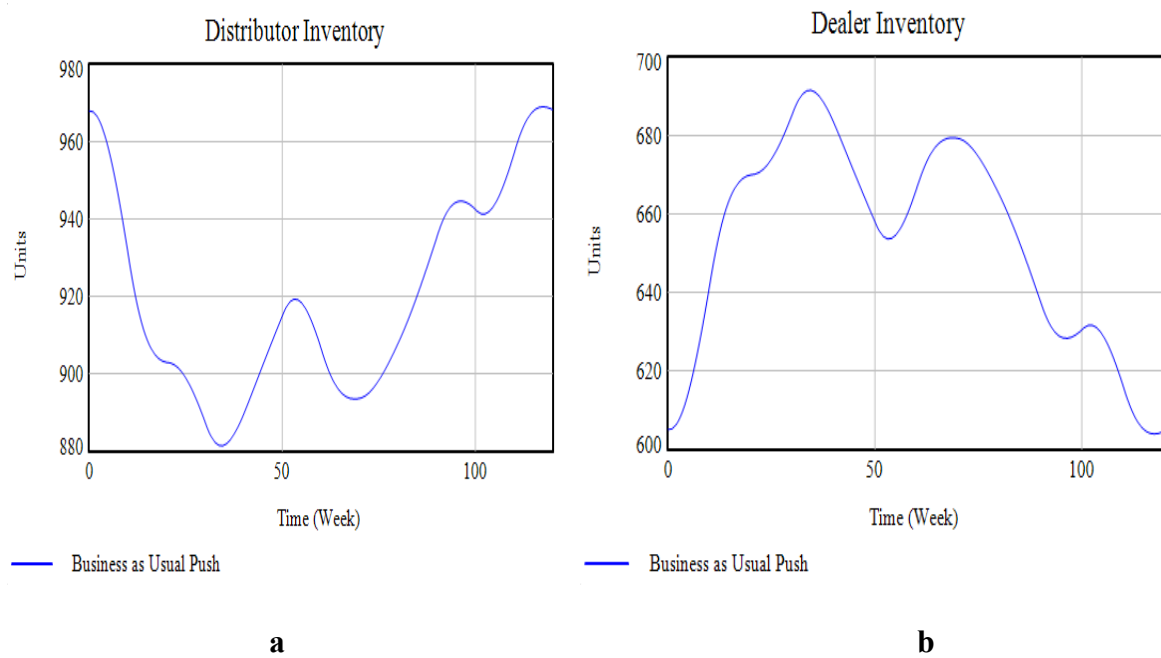 Distributor Inventory
980
960
940
920
900
880
0 50 100
Units
Time (Week)
Business as Usual Push
a
Dealer Inventory
700
680
660
640
620
600
0 50 100
Units
Time (Week)
Business as Usual Push
b